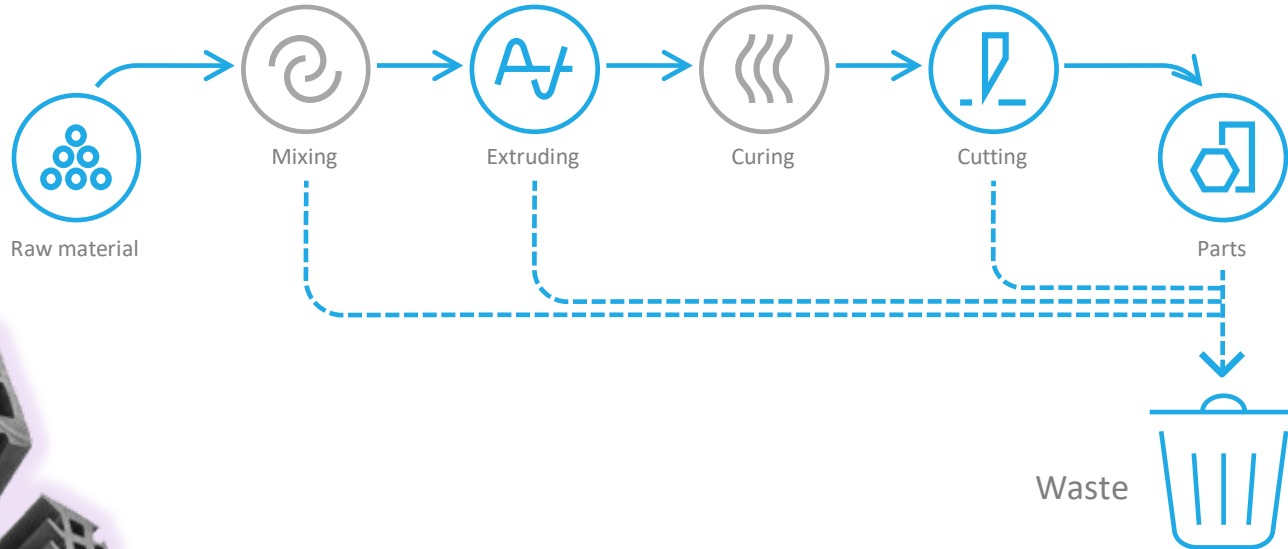 Mixing
Extruding
Curing
Cutting
Raw material
Parts
Waste